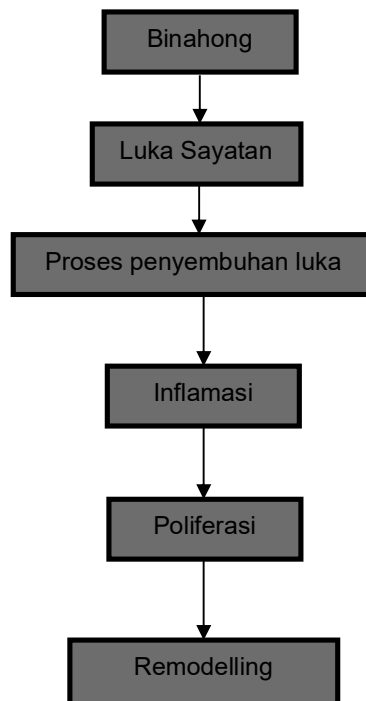 Binahong
Luka Sayatan
Proses penyembuhan luka
Inflamasi
Poliferasi
Remodelling